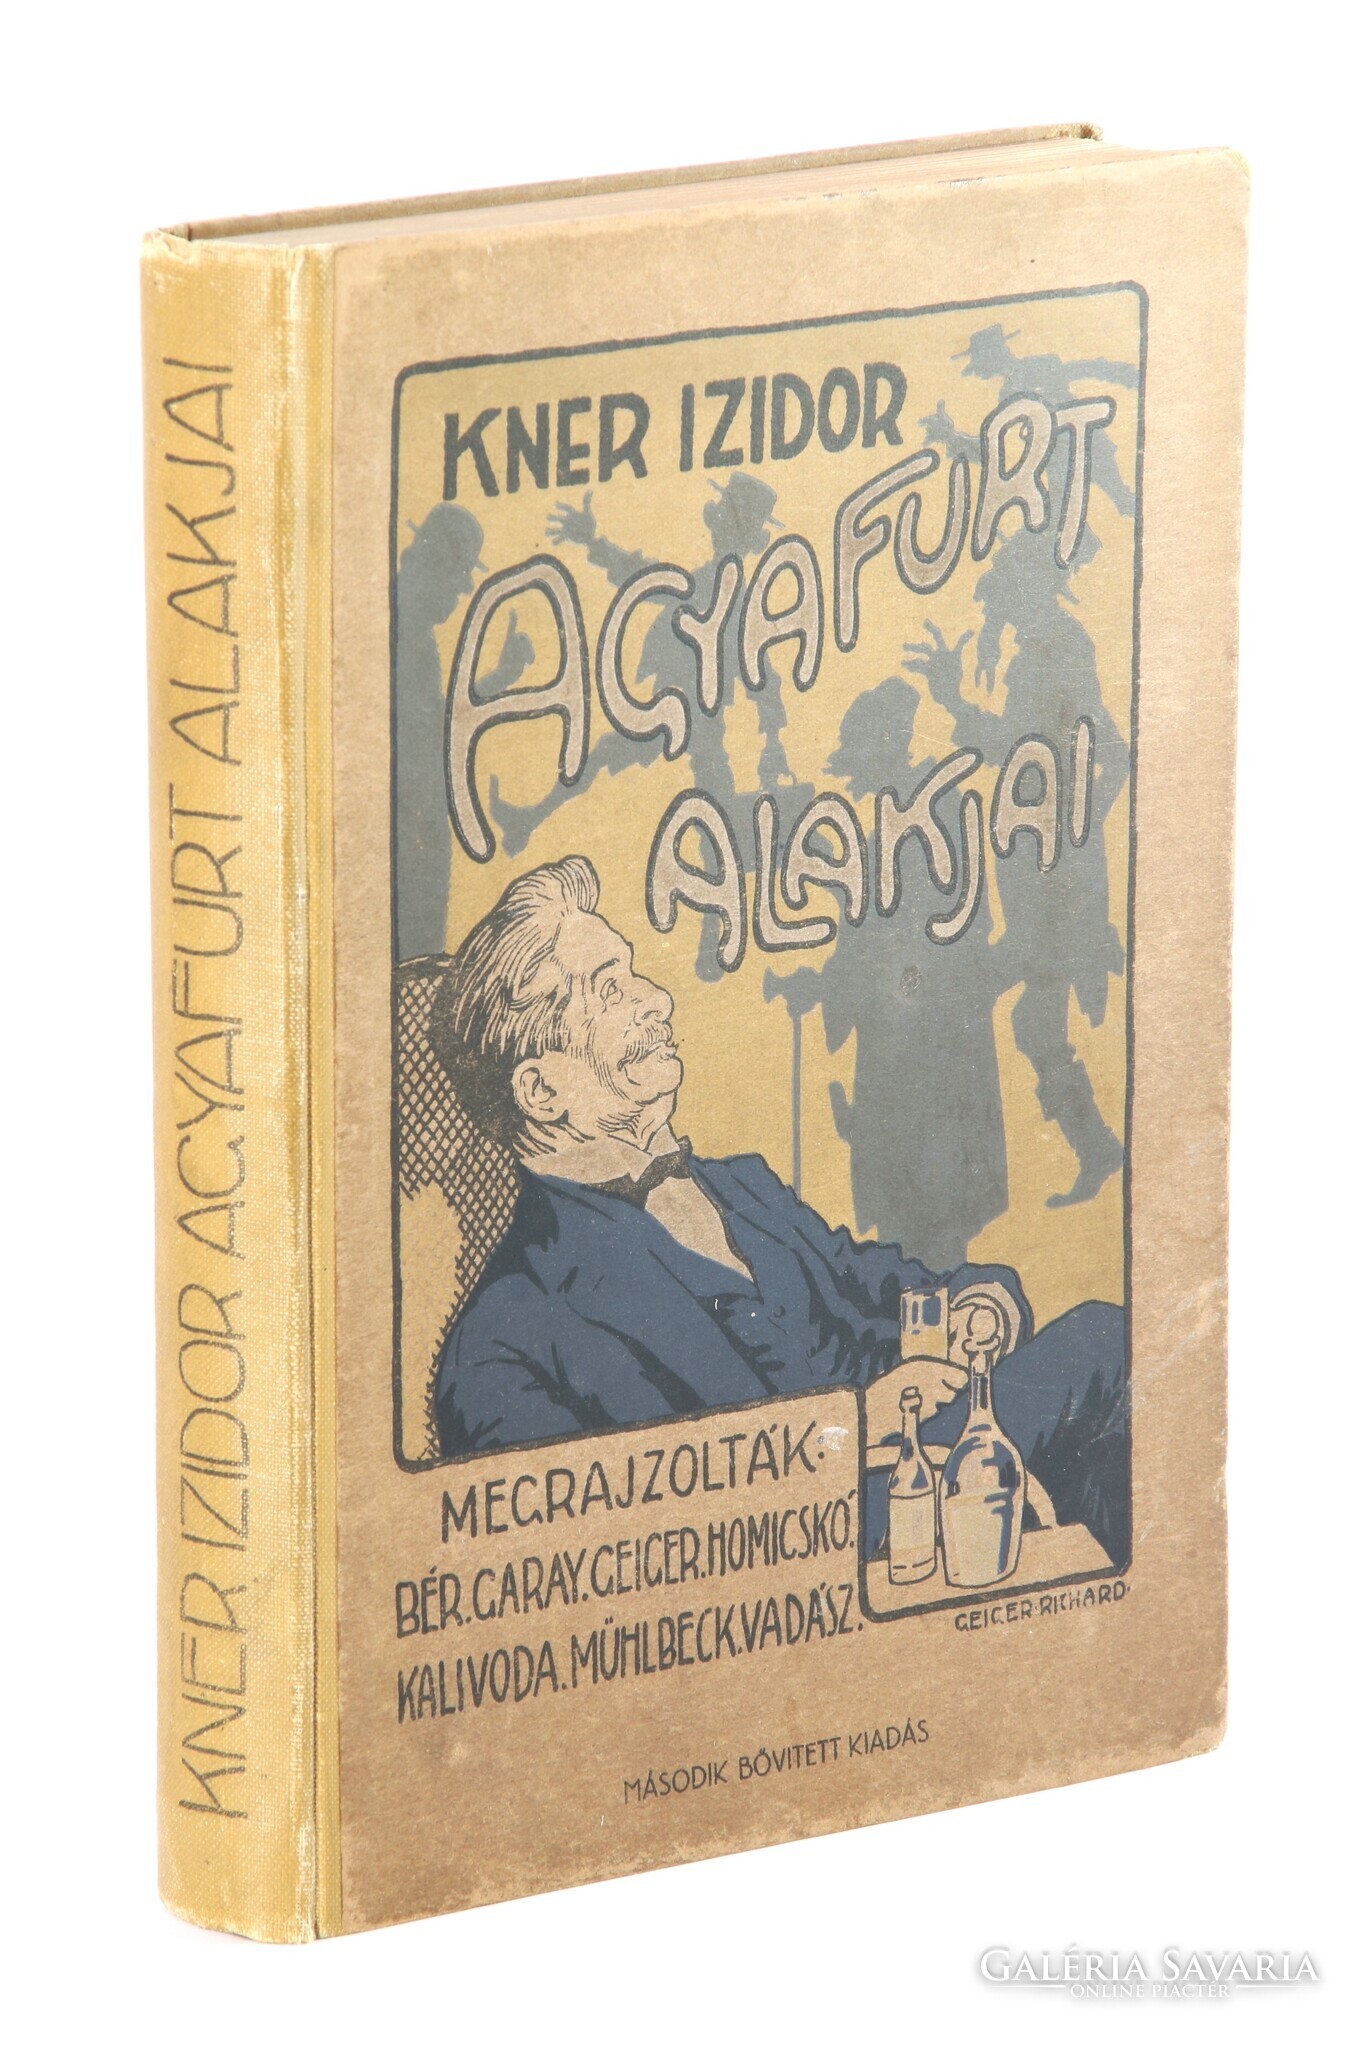 KNER IZIDOR AGYAFURT ALAKJAI
KNER IZIDOR
AGYAFURT
ALAKJAI
MEGRAJZOLTÁK:
BÉR. GARAY. GEIGER. HOMICSKÓ.
KALIVODA. MÜHLBECK. VADÁSZ.
GEIGER·RICHARD·
MÁSODIK BŐVITETT KIADÁS
GALÉRIA SAVARIA
ONLINE PIACTÉR